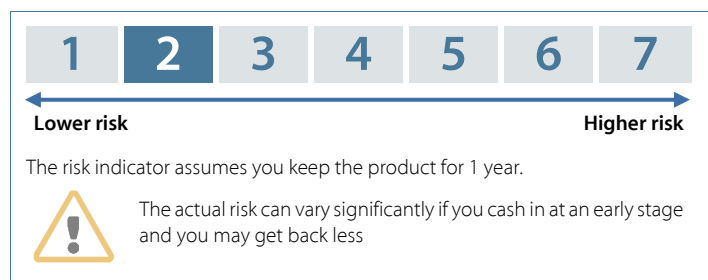 1 2 3 4 5 6 7
Lower risk Higher risk
The risk indicator assumes you keep the product for 1 year.
The actual risk can vary significantly if you cash in at an early stage
and you may get back less